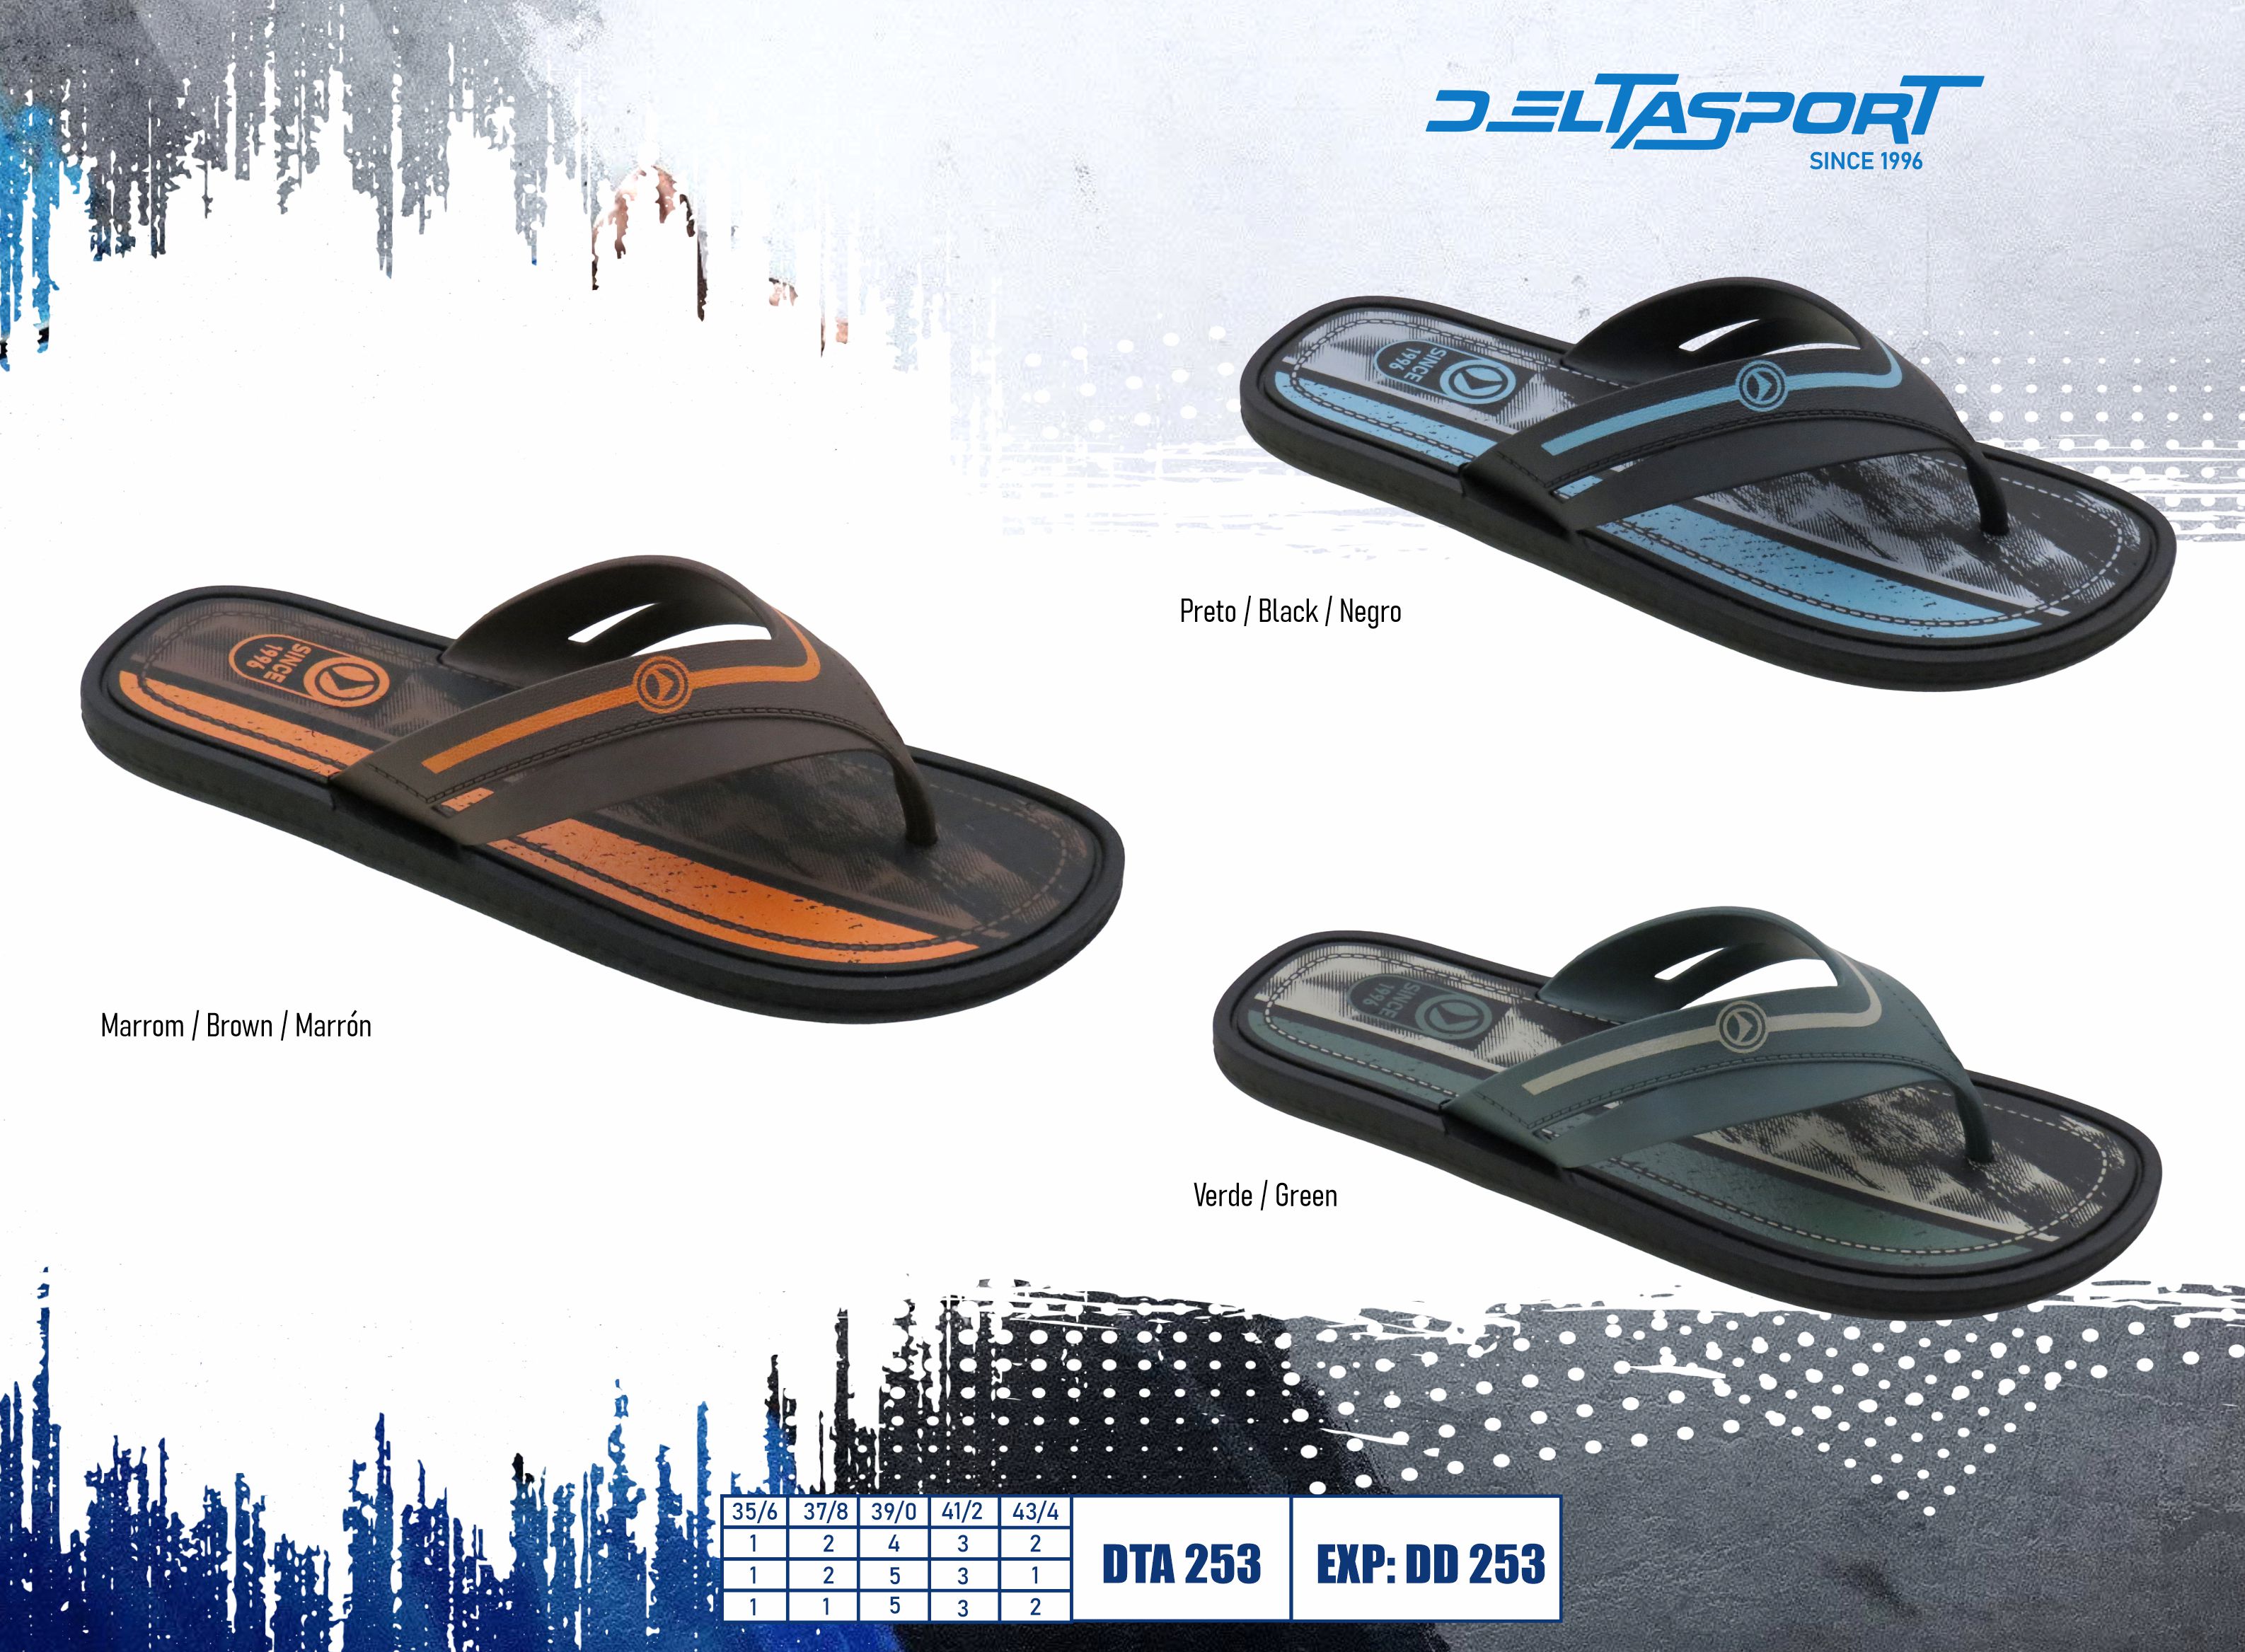 DELTASPORT
SINCE 1996
SINCE
1996
Preto / Black / Negro
SINCE
1996
Marrom / Brown / Marrón
SINCE
1996
Verde / Green
35/6 37/8 39/0 41/2 43/4
1 2 4 3 2
1 2 5 3 1
1 1 5 3 2
DTA 253
EXP: DD 253